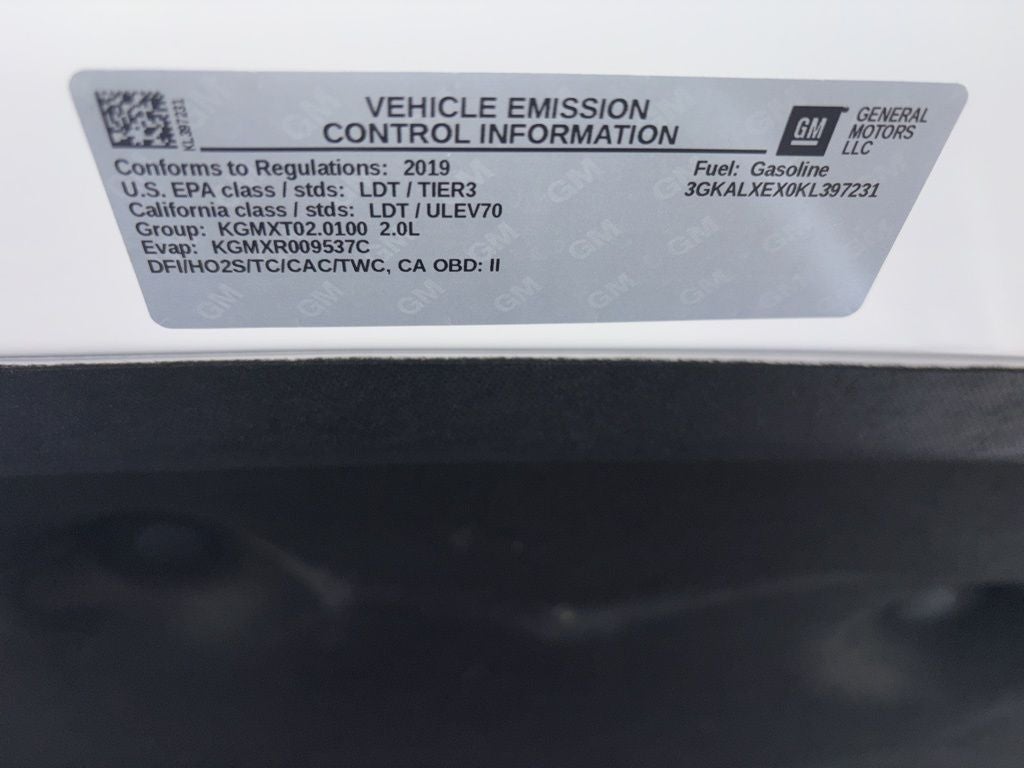 VEHICLE EMISSION
CONTROL INFORMATION
KL397231
GM
GENERAL
MOTORS
LLC
Conforms to Regulations: 2019
Fuel: Gasoline
U.S. EPA class / stds: LDT / TIER3
3GKALXEX0KL397231
California class / stds: LDT / ULEV70
Group: KGMXT02.0100 2.0L
Evap: KGMXR009537C
DFI/HO2S/TC/CAC/TWC, CA OBD: II